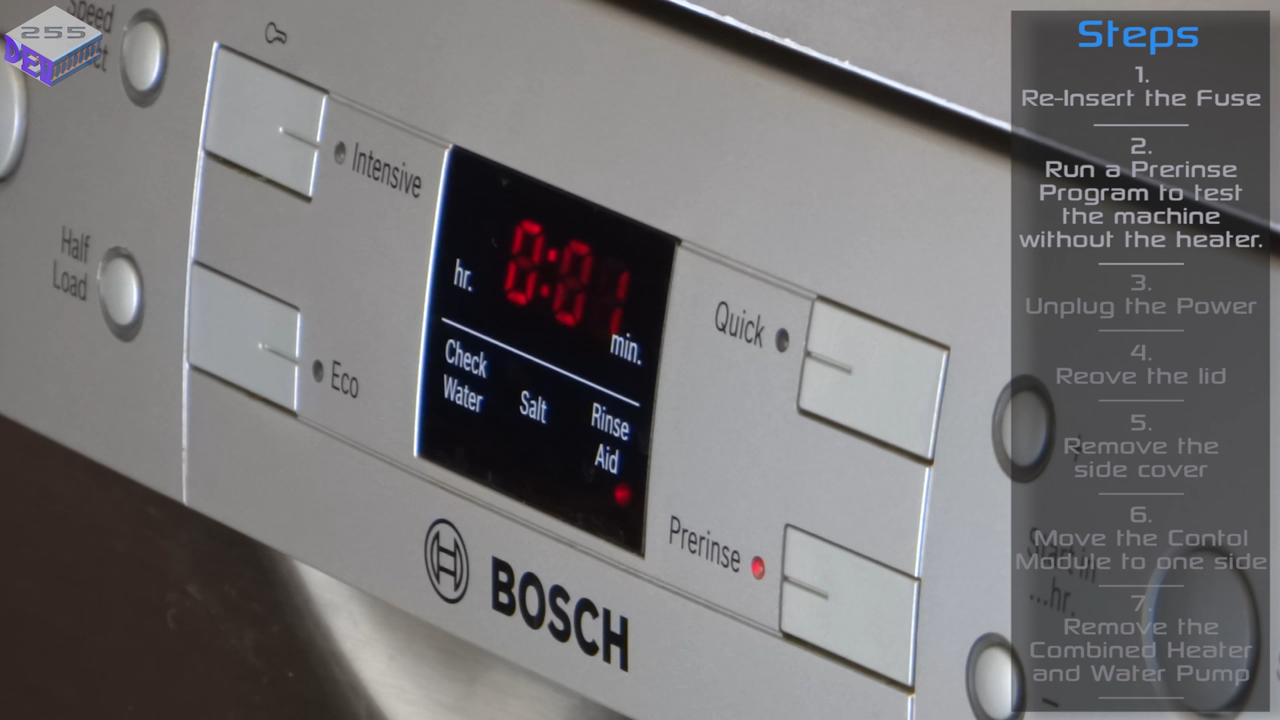 Speed
255
DEV
Intensive
Half
Load
Eco
hr.
0:01
min.
Check
Water
Salt
Rinse
Aid
Quick
Prerinse
BOSCH
Start in
...hr.
+
-
Steps
1.
Re-Insert the Fuse
2.
Run a Prerinse
Program to test
the machine
without the heater.
3.
Unplug the Power
4.
Reove the lid
5.
Remove the
side cover
6.
Move the Contol
Module to one side
7.
Remove the
Combined Heater
and Water Pump